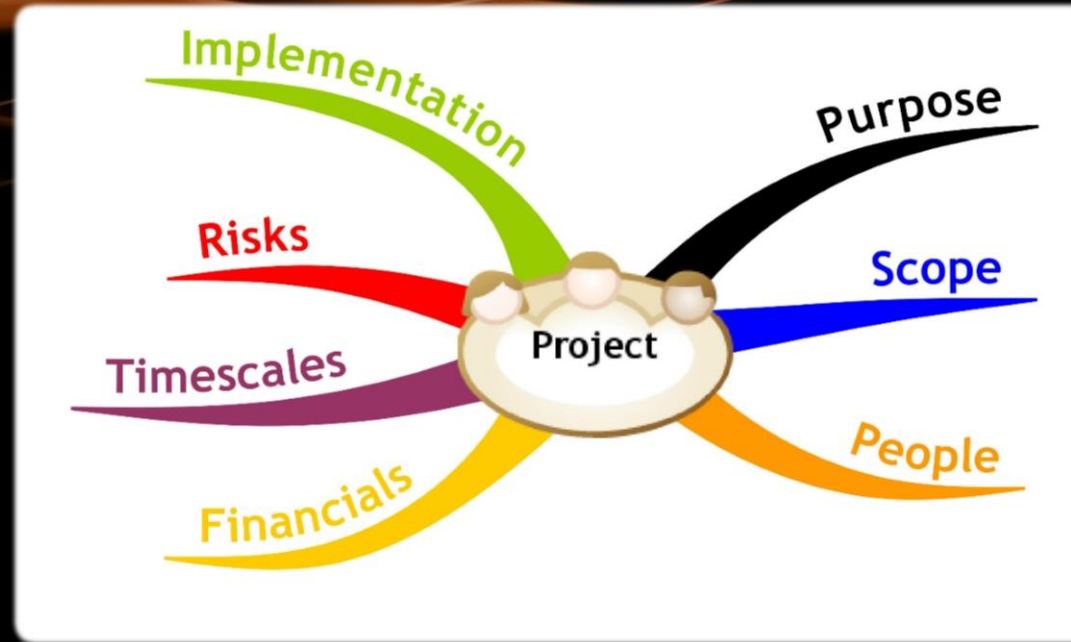 Implementation
Purpose
Risks
Scope
Project
Timescales
People
Financials